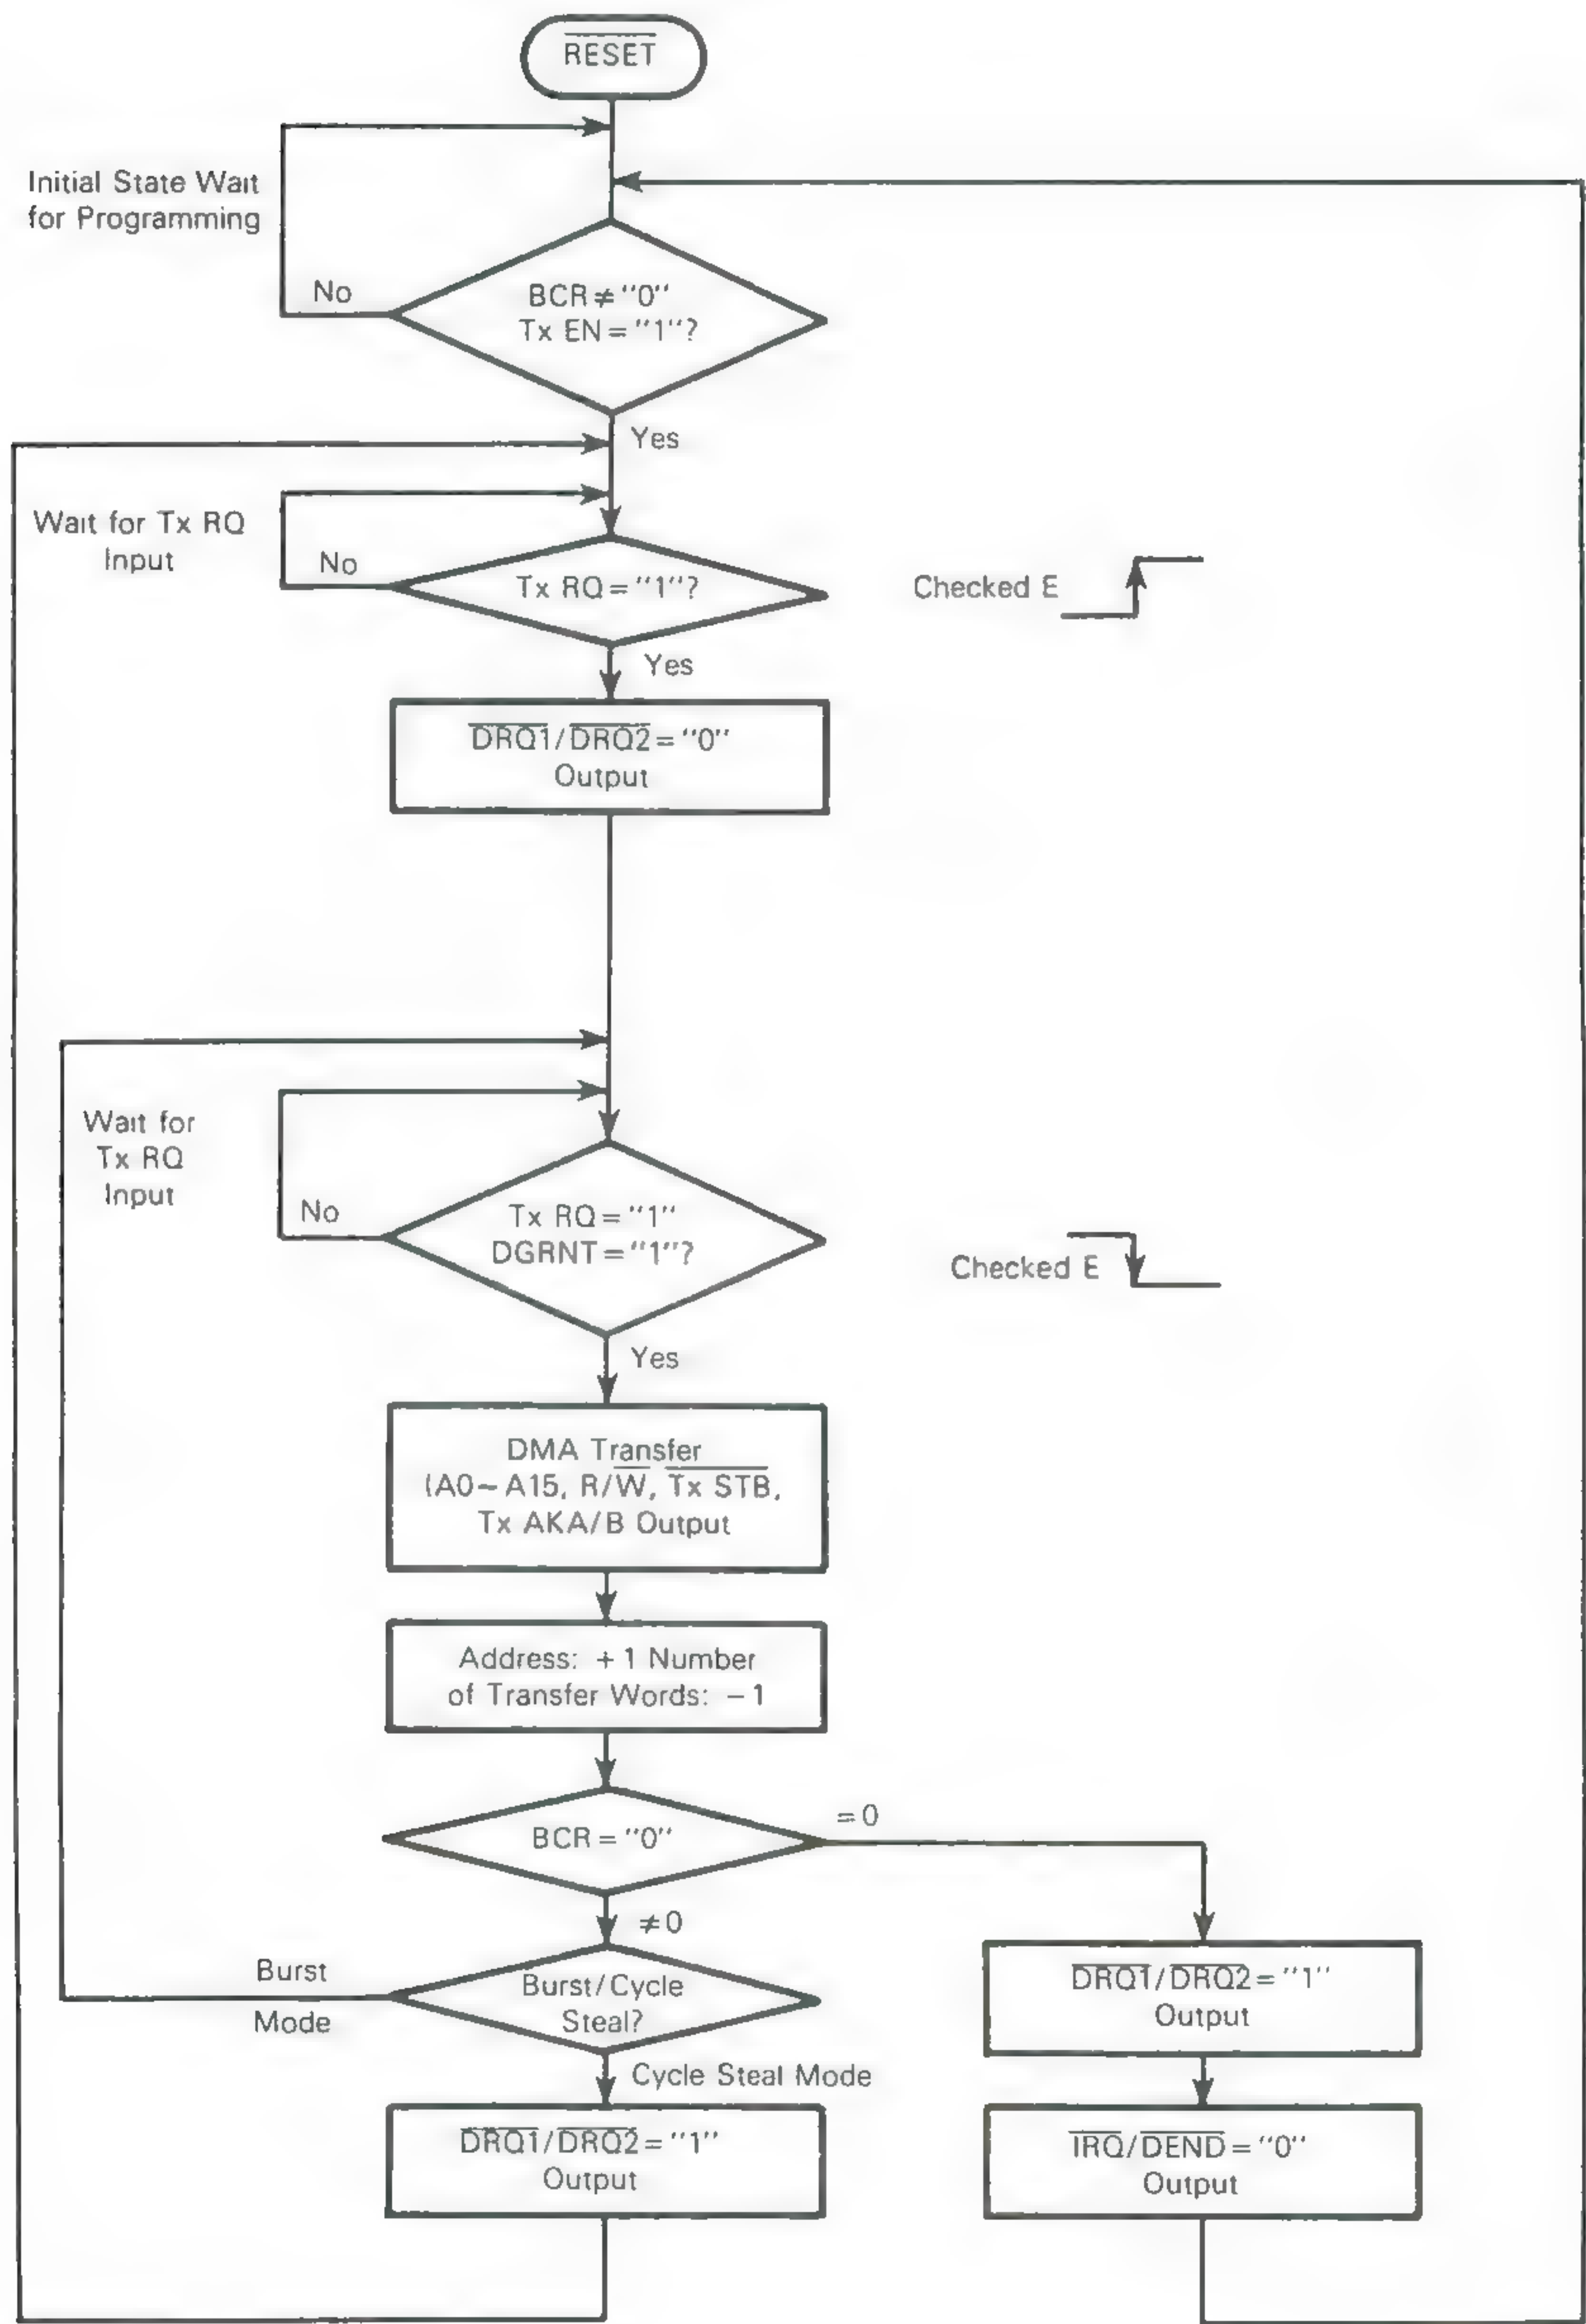 RESET
Initial State Wait
for Programming
No
BCR ≠ "0"
Tx EN = "1"?
Yes
Wait for Tx RQ
Input
No
Tx RQ = "1"?
Checked E
Yes
DRQ1/DRQ2 = "0"
Output
Wait for
Tx RQ
Input
No
Tx RQ = "1"
DGRNT = "1"?
Checked E
Yes
DMA Transfer
(A0~A15, R/W, Tx STB,
Tx AKA/B Output
Address: +1 Number
of Transfer Words: −1
BCR = "0"
=0
≠0
Burst
Mode
Burst/Cycle
Steal?
Cycle Steal Mode
DRQ1/DRQ2 = "1"
Output
DRQ1/DRQ2 = "1"
Output
IRQ/DEND = "0"
Output